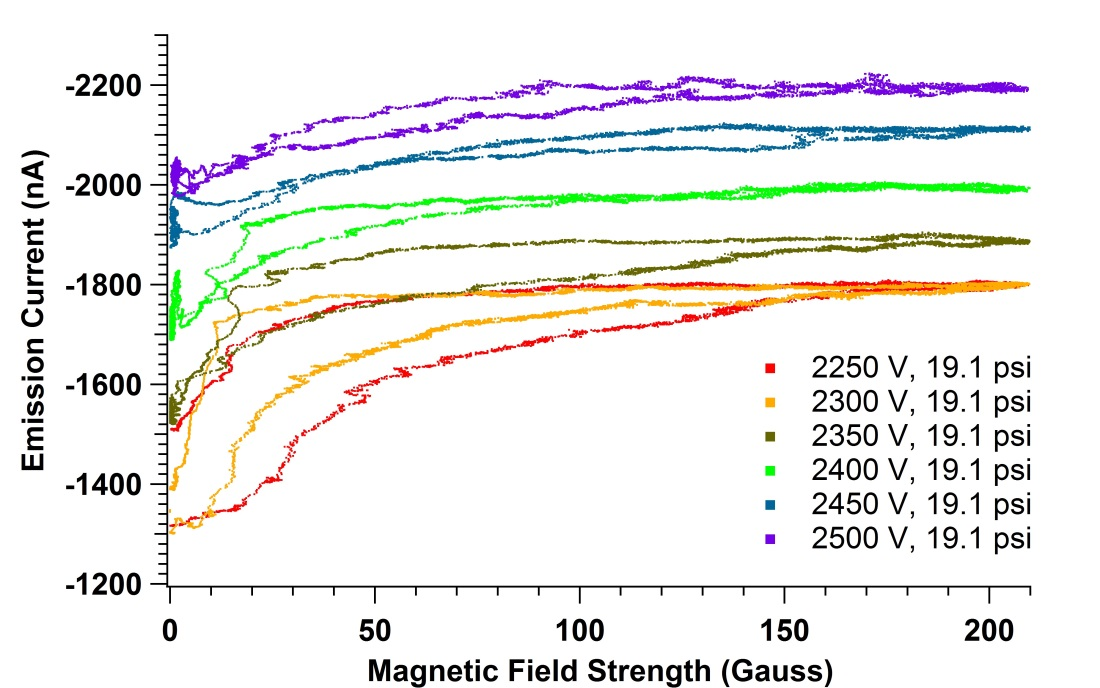 Emission Current (nA)
-2200
-2000
-1800
-1600
-1400
-1200
2250 V, 19.1 psi
2300 V, 19.1 psi
2350 V, 19.1 psi
2400 V, 19.1 psi
2450 V, 19.1 psi
2500 V, 19.1 psi
0 50 100 150 200
Magnetic Field Strength (Gauss)